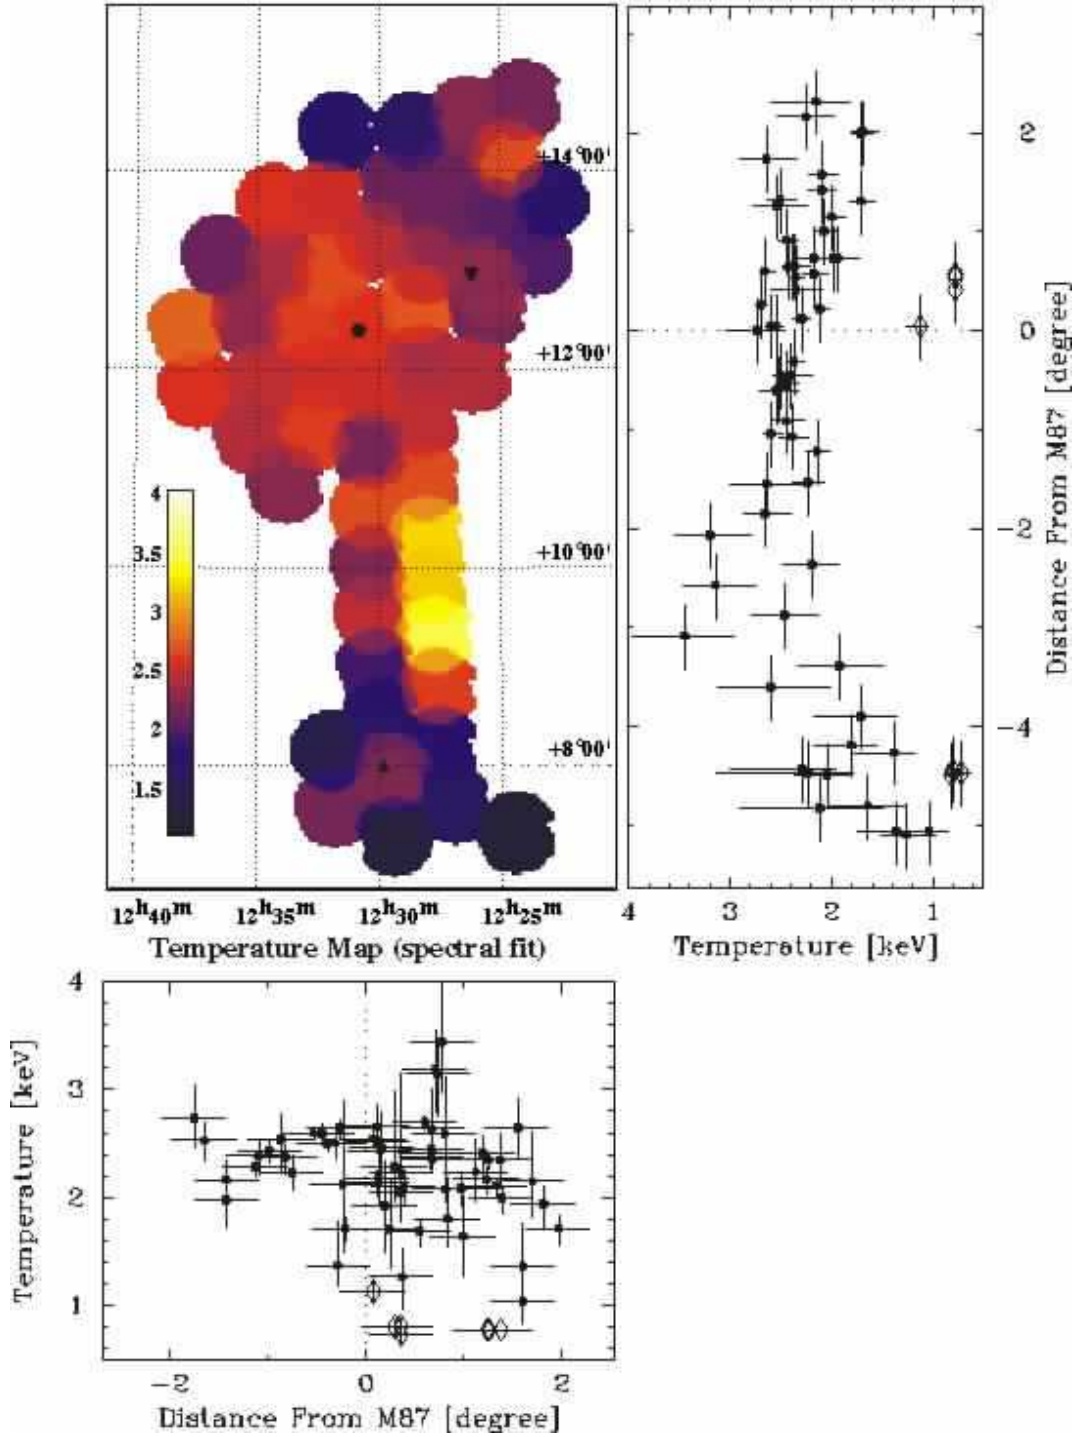 +14°00'
+12°00'
+10°00'
+8°00'
4
3.5
3
2.5
2
1.5
12h40m 12h35m 12h30m 12h25m
Temperature Map (spectral fit)
2
0
−2
−4
Distance From M87 [degree]
4 3 2 1
Temperature [keV]
4
3
2
1
Temperature [keV]
−2 0 2
Distance From M87 [degree]